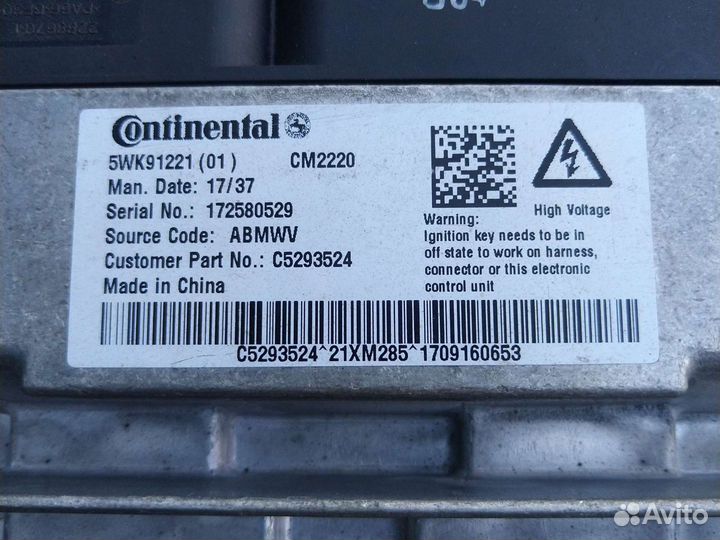 Continental
5WK91221 (01) CM2220
Man. Date: 17/37
Serial No.: 172580529
Source Code: ABMWV
Customer Part No.: C5293524
Made in China
High Voltage
Warning:
Ignition key needs to be in
off state to work on harness,
connector or this electronic
control unit
C5293524^21XM285^1709160653
Avito